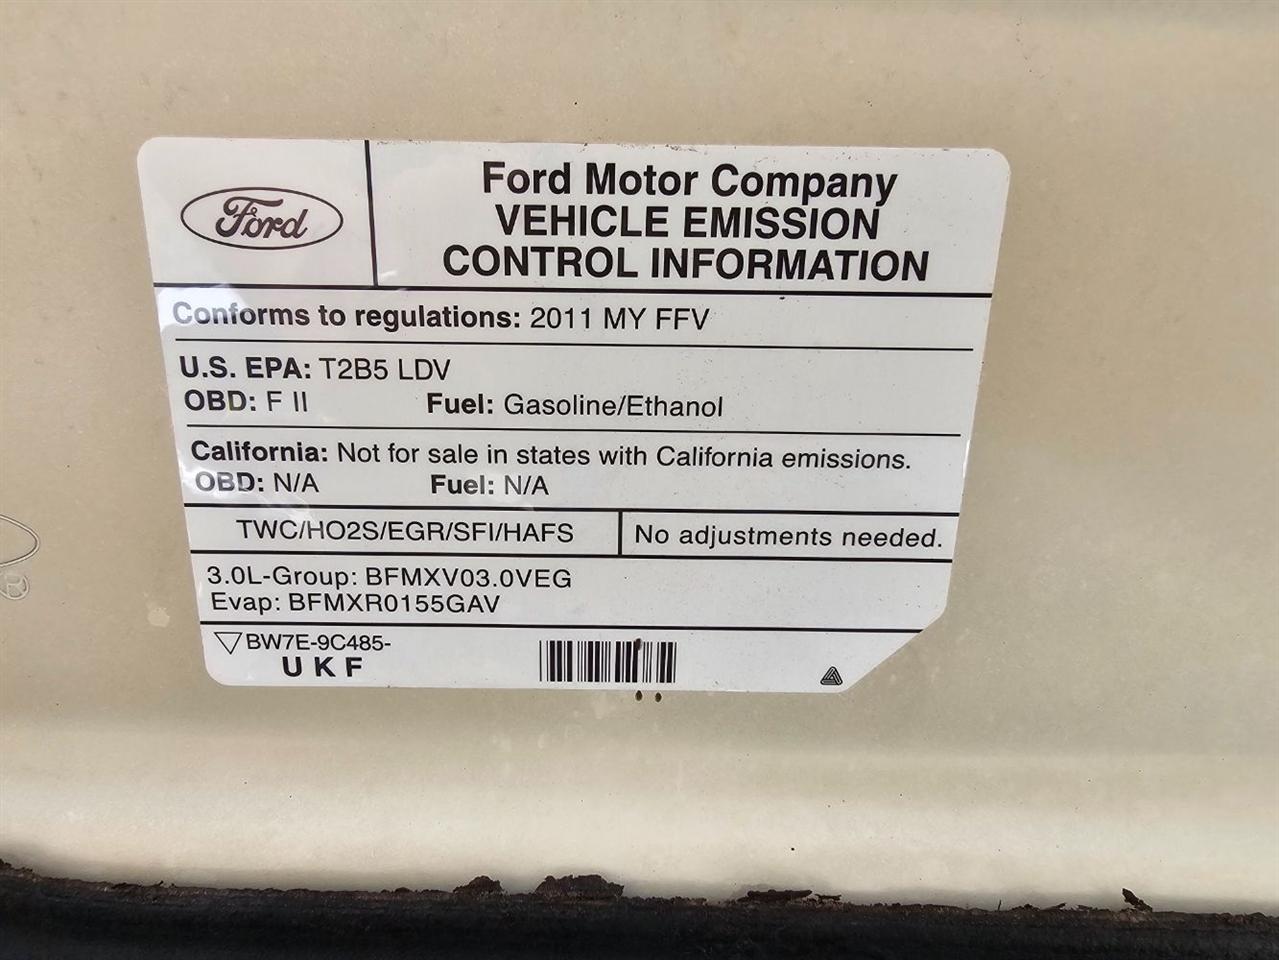 Ford
Ford Motor Company
VEHICLE EMISSION
CONTROL INFORMATION
Conforms to regulations: 2011 MY FFV
U.S. EPA: T2B5 LDV
OBD: F II Fuel: Gasoline/Ethanol
California: Not for sale in states with California emissions.
OBD: N/A Fuel: N/A
TWC/HO2S/EGR/SFI/HAFS No adjustments needed.
3.0L-Group: BFMXV03.0VEG
Evap: BFMXR0155GAV
BW7E-9C485-
UKF
®